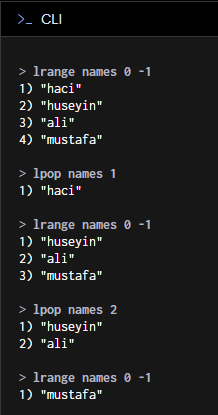 >_ CLI
> lrange names 0 -1
1) "haci"
2) "huseyin"
3) "ali"
4) "mustafa"
> lpop names 1
1) "haci"
> lrange names 0 -1
1) "huseyin"
2) "ali"
3) "mustafa"
> lpop names 2
1) "huseyin"
2) "ali"
> lrange names 0 -1
1) "mustafa"